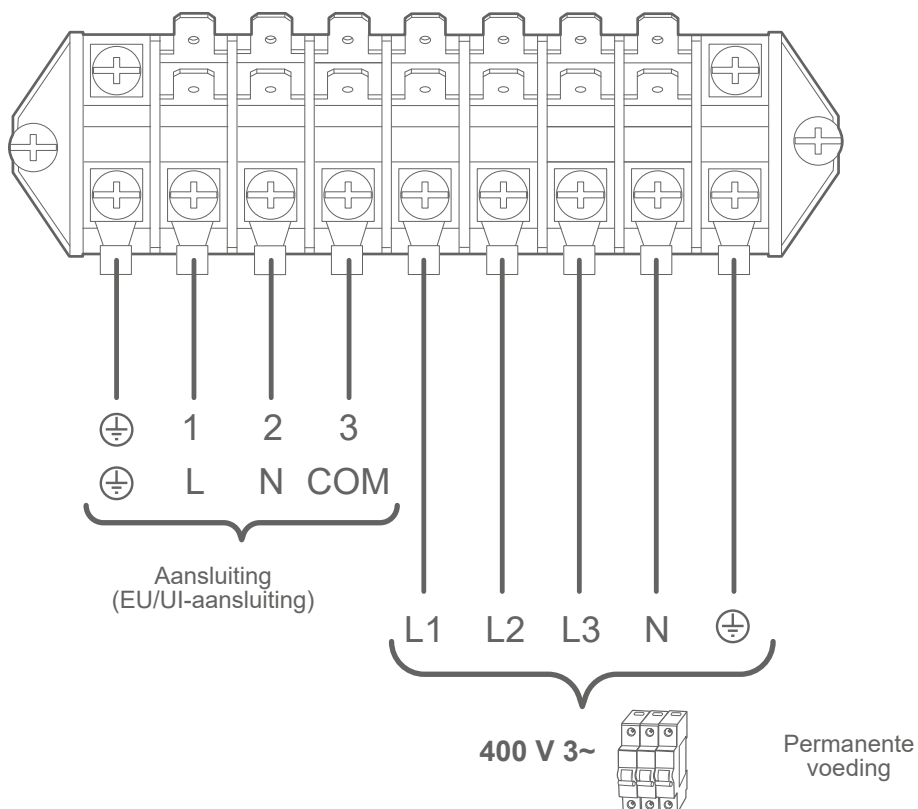 1 2 3
L N COM
Aansluiting
(EU/UI-aansluiting)
L1 L2 L3 N
400 V 3~
Permanente
voeding